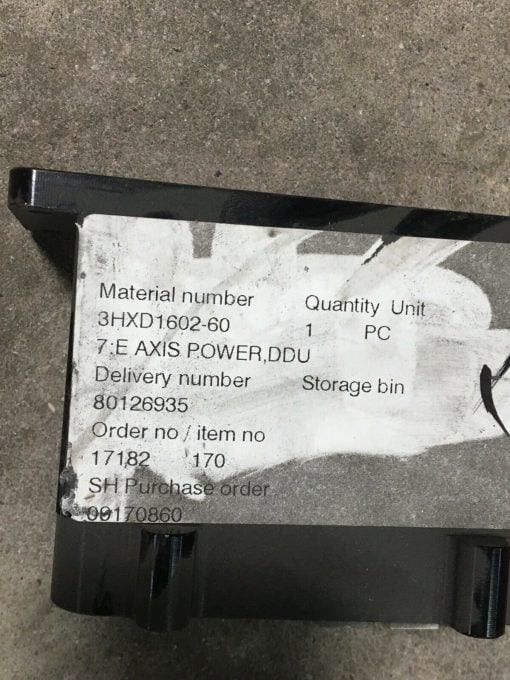 Material number Quantity Unit
3HXD1602-60 1 PC
7:E AXIS POWER,DDU
Delivery number Storage bin
80126935
Order no / item no
17182 170
SH Purchase order
09170860